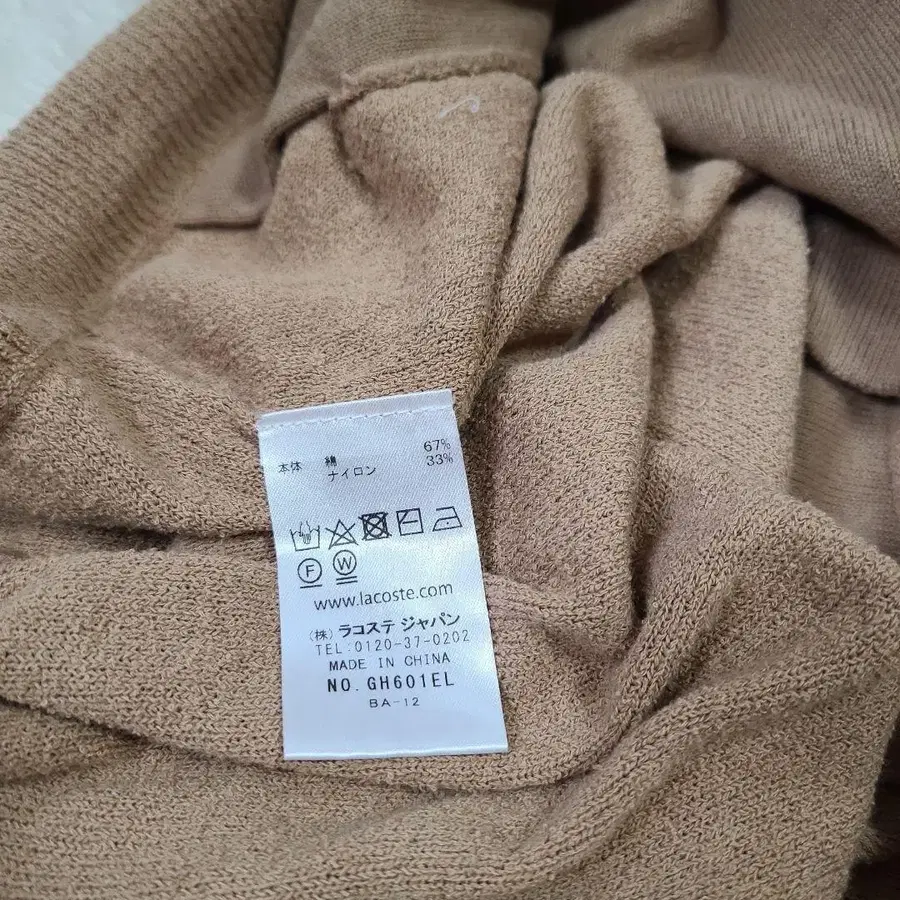 本体 綿 67%
ナイロン 33%
F W
www.lacoste.com
(株) ラコステ ジャパン
TEL:0120-37-0202
MADE IN CHINA
NO. GH601EL
BA-12